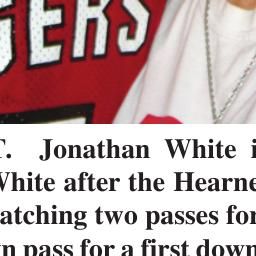 GERS
T. Jonathan White i
White after the Hearne
atching two passes for
n pass for a first down